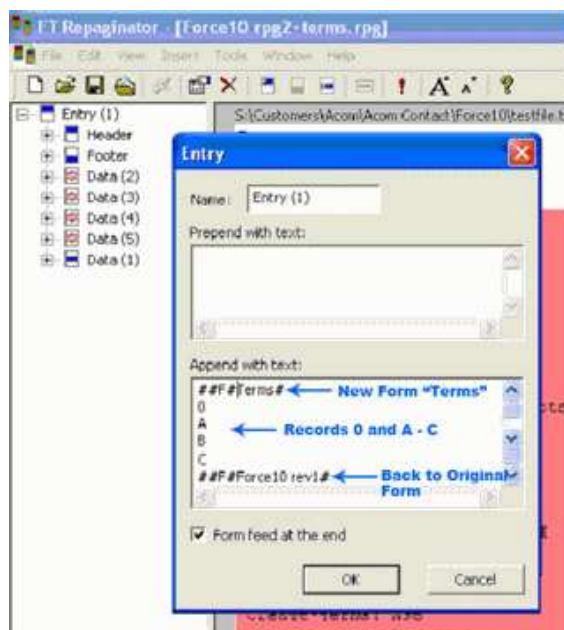 FT Repaginator - [Force10 rpg2-terms.rpg]
File Edit View Insert Tools Window Help
Entry (1)
Header
Footer
Data (2)
Data (3)
Data (4)
Data (5)
Data (1)
S:\Customers\Acom\Acom Contact\Force10\testfile.t
Entry
Name: Entry (1)
Prepend with text:
Append with text:
##F#Terms# New Form "Terms"
0
A
B Records 0 and A - C
C
##F#Force10 rev1# Back to Original
Form
Form feed at the end
OK Cancel